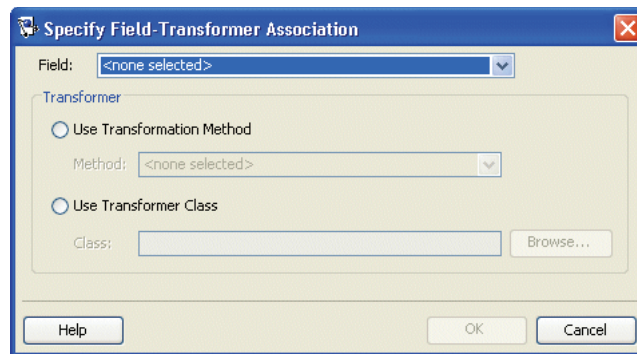 Specify Field-Transformer Association
Field: <none selected>
Transformer
Use Transformation Method
Method: <none selected>
Use Transformer Class
Class: Browse...
Help OK Cancel